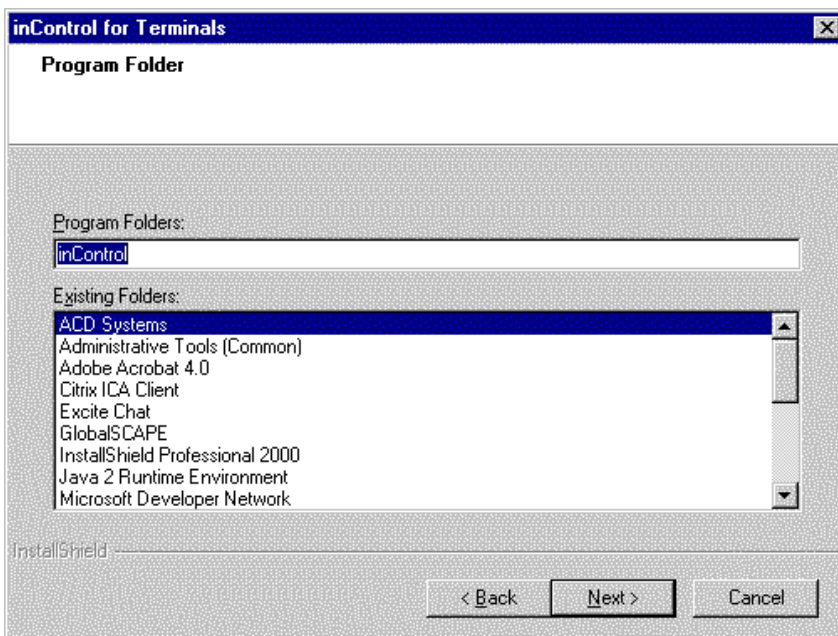 inControl for Terminals
Program Folder
Program Folders:
inControl
Existing Folders:
ACD Systems
Administrative Tools (Common)
Adobe Acrobat 4.0
Citrix ICA Client
Excite Chat
GlobalSCAPE
InstallShield Professional 2000
Java 2 Runtime Environment
Microsoft Developer Network
InstallShield
< Back Next > Cancel